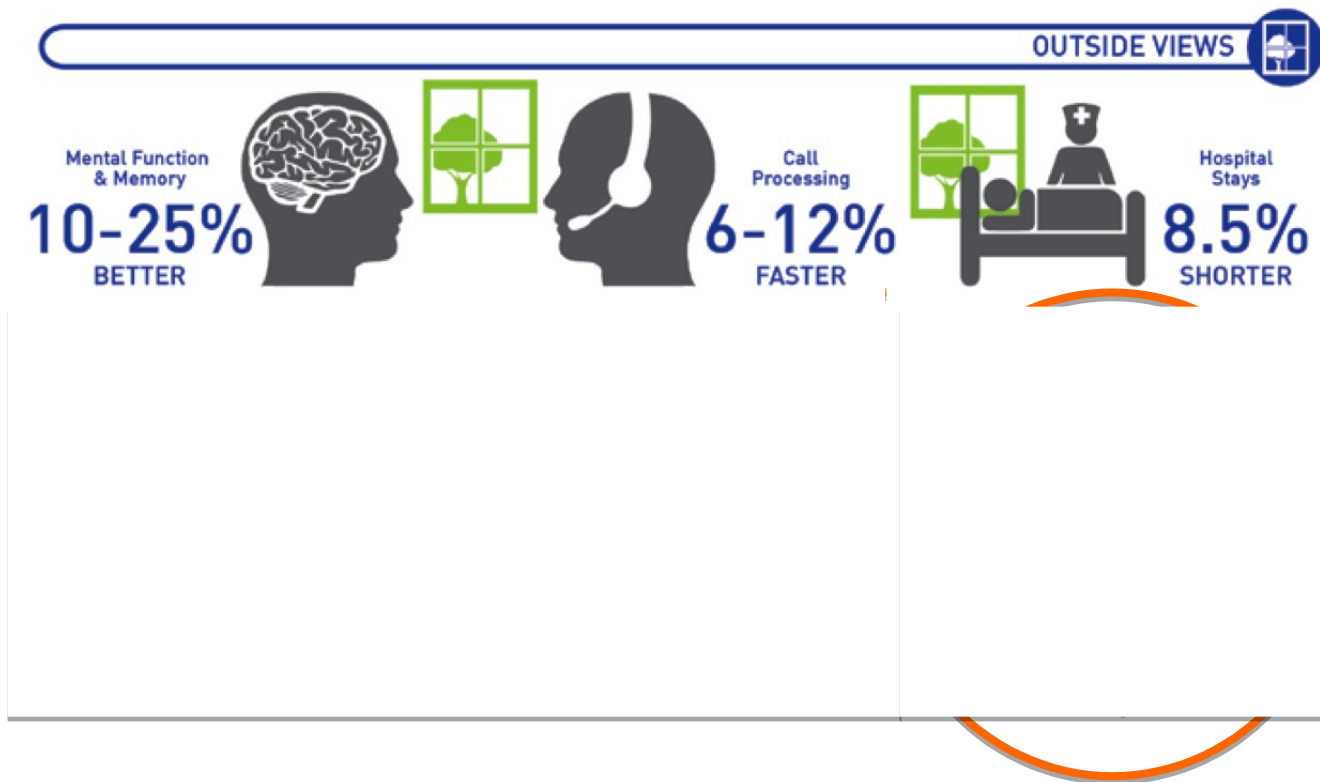 OUTSIDE VIEWS
Mental Function
& Memory
10-25%
BETTER
Call
Processing
6-12%
FASTER
Hospital
Stays
8.5%
SHORTER